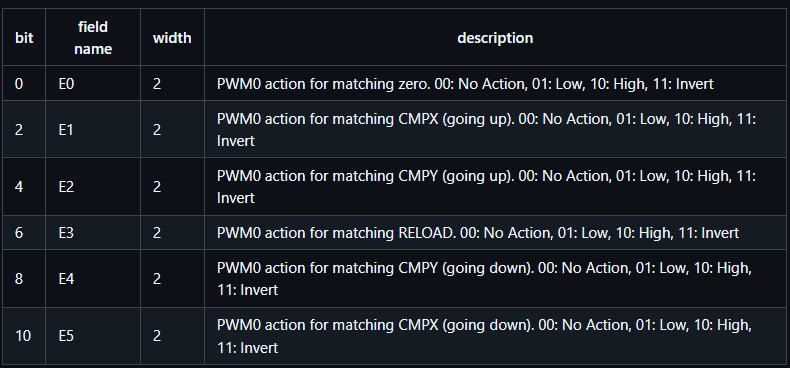 bit field name width description
0 E0 2 PWM0 action for matching zero. 00: No Action, 01: Low, 10: High, 11: Invert
2 E1 2 PWM0 action for matching CMPX (going up). 00: No Action, 01: Low, 10: High, 11:
Invert
4 E2 2 PWM0 action for matching CMPY (going up). 00: No Action, 01: Low, 10: High, 11:
Invert
6 E3 2 PWM0 action for matching RELOAD. 00: No Action, 01: Low, 10: High, 11: Invert
8 E4 2 PWM0 action for matching CMPY (going down). 00: No Action, 01: Low, 10: High,
11: Invert
10 E5 2 PWM0 action for matching CMPX (going down). 00: No Action, 01: Low, 10: High,
11: Invert